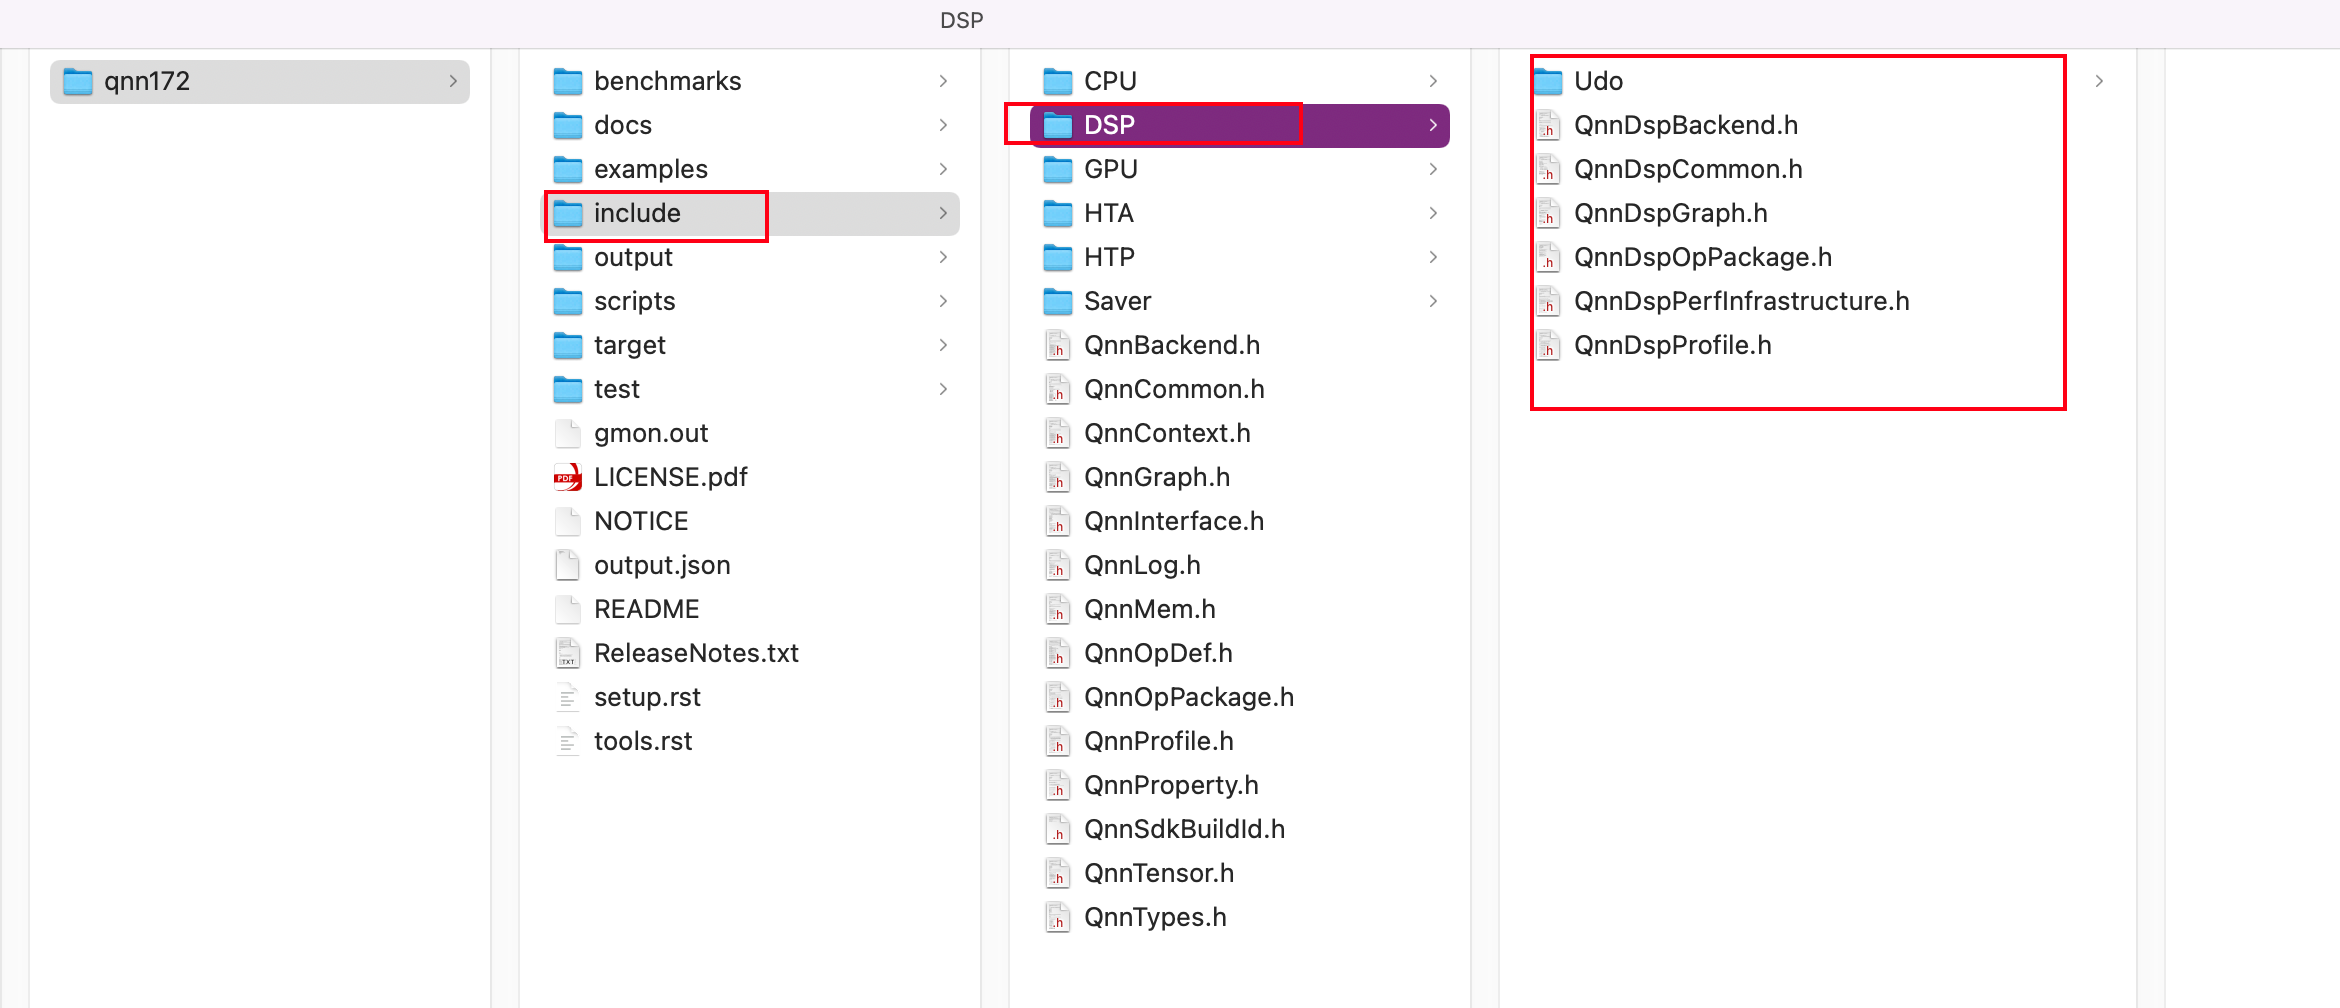 DSP
qnn172
benchmarks
docs
examples
include
output
scripts
target
test
gmon.out
LICENSE.pdf
NOTICE
output.json
README
ReleaseNotes.txt
setup.rst
tools.rst
CPU
DSP
GPU
HTA
HTP
Saver
QnnBackend.h
QnnCommon.h
QnnContext.h
QnnGraph.h
QnnInterface.h
QnnLog.h
QnnMem.h
QnnOpDef.h
QnnOpPackage.h
QnnProfile.h
QnnProperty.h
QnnSdkBuildId.h
QnnTensor.h
QnnTypes.h
Udo
QnnDspBackend.h
QnnDspCommon.h
QnnDspGraph.h
QnnDspOpPackage.h
QnnDspPerfInfrastructure.h
QnnDspProfile.h